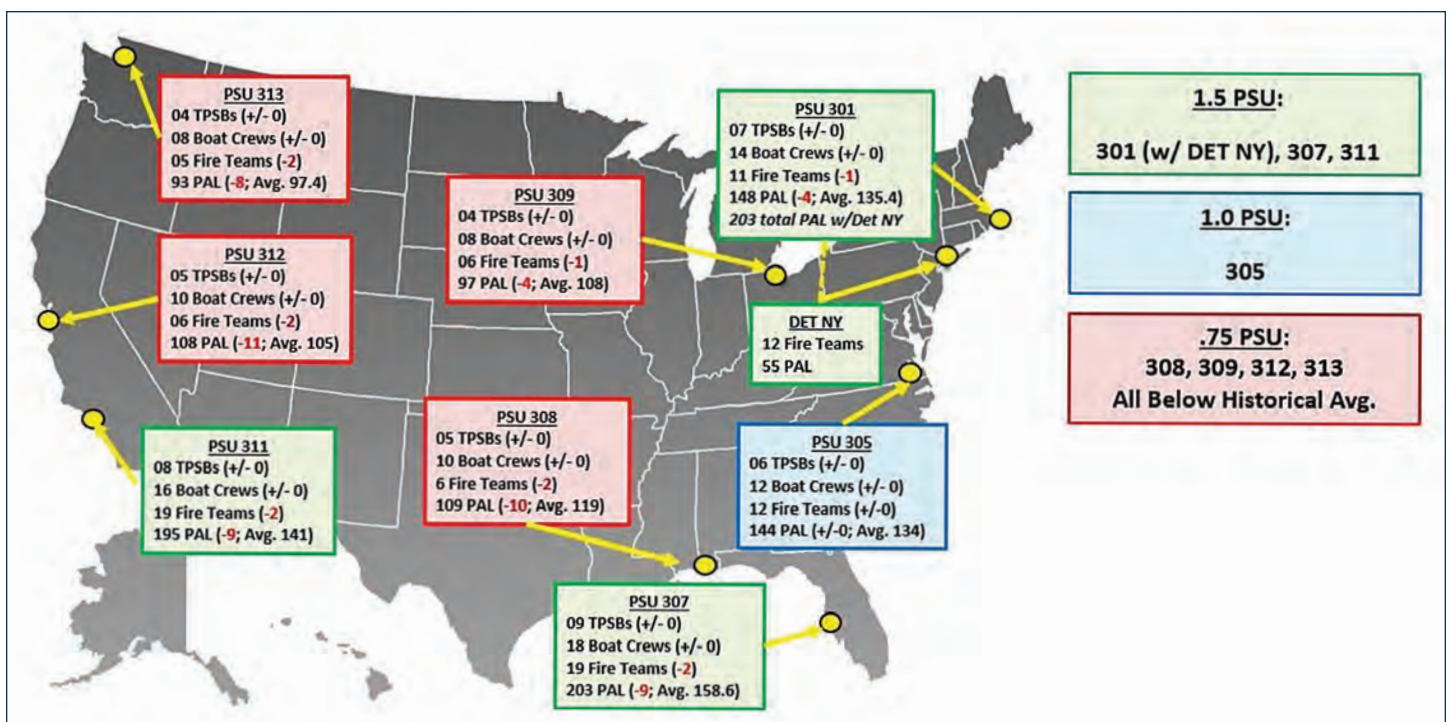 PSU 313
04 TPSBs (+/- 0)
08 Boat Crews (+/- 0)
05 Fire Teams (-2)
93 PAL (-8; Avg. 97.4)
PSU 312
05 TPSBs (+/- 0)
10 Boat Crews (+/- 0)
06 Fire Teams (-2)
108 PAL (-11; Avg. 105)
PSU 311
08 TPSBs (+/- 0)
16 Boat Crews (+/- 0)
19 Fire Teams (-2)
195 PAL (-9; Avg. 141)
PSU 309
04 TPSBs (+/- 0)
08 Boat Crews (+/- 0)
06 Fire Teams (-1)
97 PAL (-4; Avg. 108)
PSU 308
05 TPSBs (+/- 0)
10 Boat Crews (+/- 0)
6 Fire Teams (-2)
109 PAL (-10; Avg. 119)
PSU 301
07 TPSBs (+/- 0)
14 Boat Crews (+/- 0)
11 Fire Teams (-1)
148 PAL (-4; Avg. 135.4)
203 total PAL w/Det NY
DET NY
12 Fire Teams
55 PAL
PSU 305
06 TPSBs (+/- 0)
12 Boat Crews (+/- 0)
12 Fire Teams (+/-0)
144 PAL (+/-0; Avg. 134)
PSU 307
09 TPSBs (+/- 0)
18 Boat Crews (+/- 0)
19 Fire Teams (-2)
203 PAL (-9; Avg. 158.6)
1.5 PSU:
301 (w/ DET NY), 307, 311
1.0 PSU:
305
.75 PSU:
308, 309, 312, 313
All Below Historical Avg.